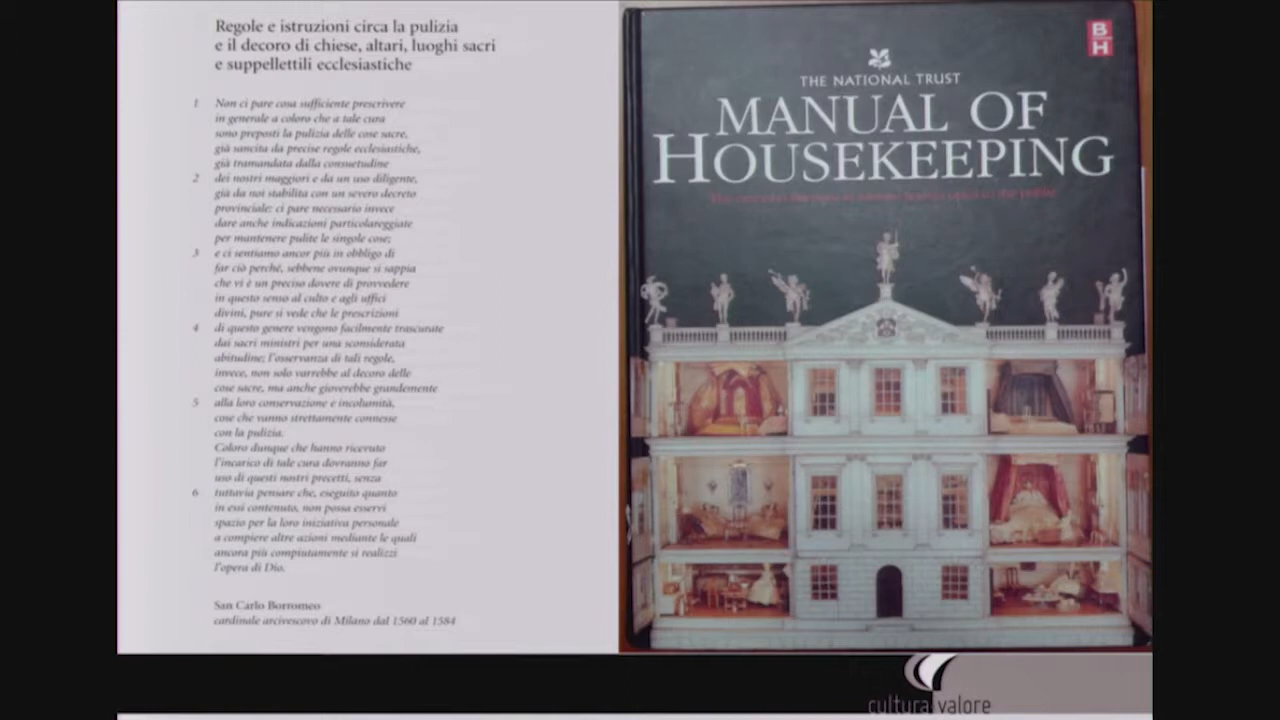 Regole e istruzioni circa la pulizia
e il decoro di chiese, altari, luoghi sacri
e suppellettili ecclesiastiche
1 Non ci pare cosa sufficiente prescrivere
in generale a coloro che a tale cura
sono preposti la pulizia delle cose sacre,
già sancita da precise regole ecclesiastiche,
già tramandata dalla consuetudine
2 dei nostri maggiori e da un uso diligente,
già da noi stabilita con un severo decreto
provinciale: ci pare necessario invece
dare anche indicazioni particolareggiate
per mantenere pulite le singole cose;
3 e ci sentiamo ancor più in obbligo di
far ciò perché, sebbene ovunque si sappia
che vi è un preciso dovere di provvedere
in questo senso al culto e agli uffici
divini, pure si vede che le prescrizioni
4 di questo genere vengono facilmente trascurate
dai sacri ministri per una sconsiderata
abitudine; l'osservanza di tali regole,
invece, non solo varrebbe al decoro delle
cose sacre, ma anche gioverebbe grandemente
5 alla loro conservazione e incolumità,
cose che vanno strettamente connesse
con la pulizia.
Coloro dunque che hanno ricevuto
l'incarico di tale cura dovranno far
uso di questi nostri precetti, senza
6 tuttavia pensare che, eseguito quanto
in essi contenuto, non possa esservi
spazio per la loro iniziativa personale
a compiere altre azioni mediante le quali
ancora più compiutamente si realizzi
l'opera di Dio.
San Carlo Borromeo
cardinale arcivescovo di Milano dal 1560 al 1584
B
H
THE NATIONAL TRUST
MANUAL OF
HOUSEKEEPING
cultura valore